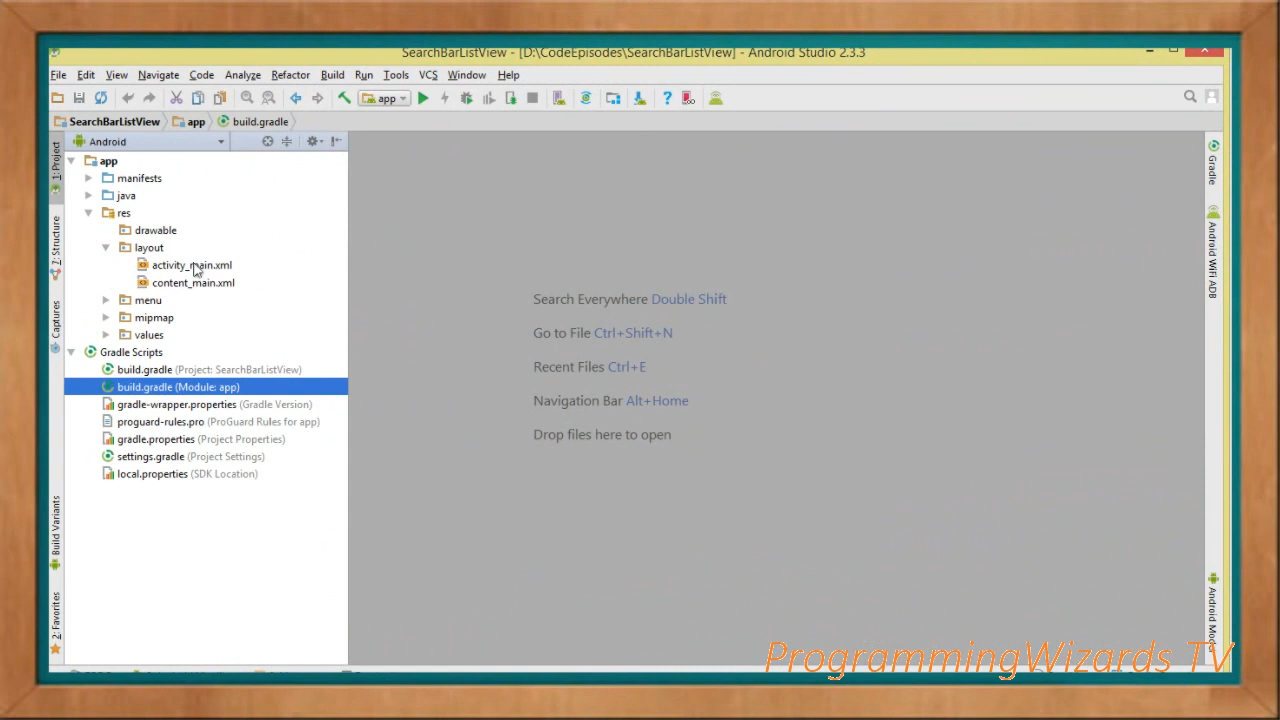 SearchBarListView - [D:\CodeEpisodes\SearchBarListView] - Android Studio 2.3.3
File Edit View Navigate Code Analyze Refactor Build Run Tools VCS Window Help
app
SearchBarListView app build.gradle
Android
1: Project
7: Structure
Captures
Build Variants
2: Favorites
app
manifests
java
res
drawable
layout
activity_main.xml
content_main.xml
menu
mipmap
values
Gradle Scripts
build.gradle (Project: SearchBarListView)
build.gradle (Module: app)
gradle-wrapper.properties (Gradle Version)
proguard-rules.pro (ProGuard Rules for app)
gradle.properties (Project Properties)
settings.gradle (Project Settings)
local.properties (SDK Location)
Search Everywhere Double Shift
Go to File Ctrl+Shift+N
Recent Files Ctrl+E
Navigation Bar Alt+Home
Drop files here to open
Gradle
Android WiFi ADB
Android Model
ProgrammingWizards TV